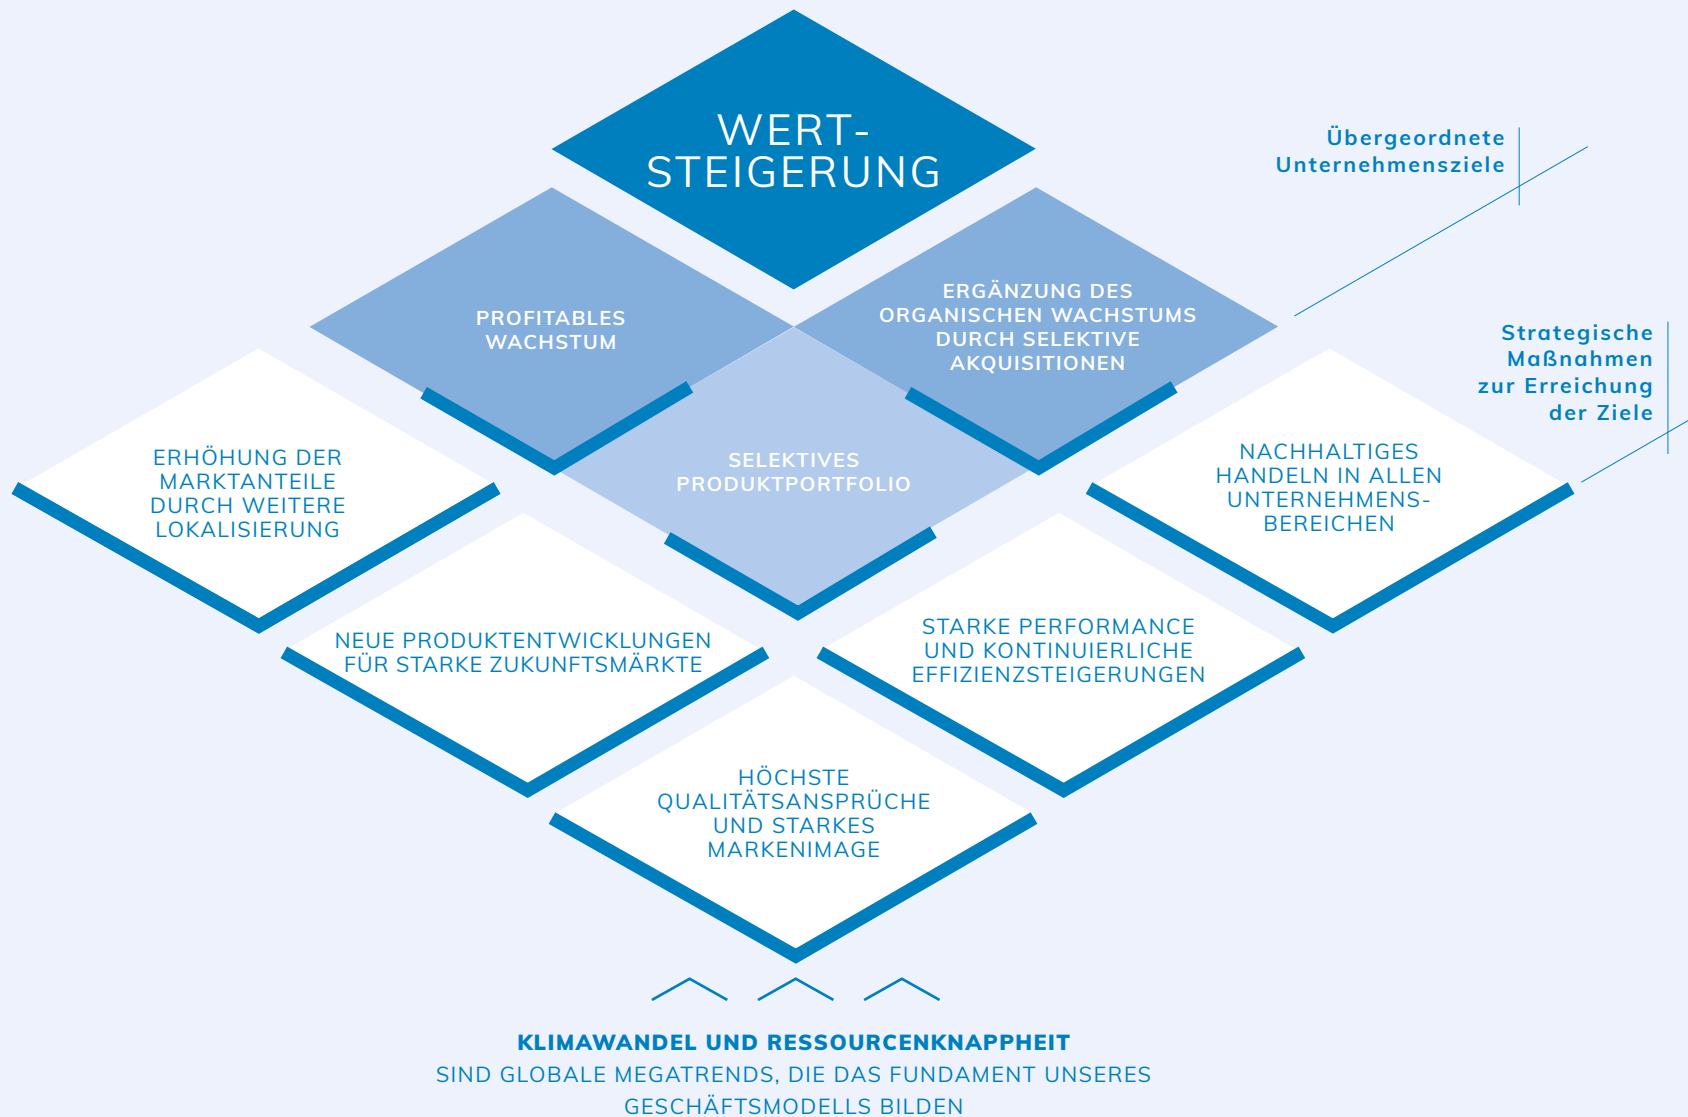 WERT-
STEIGERUNG
Übergeordnete
Unternehmensziele
PROFITABLES
WACHSTUM
ERGÄNZUNG DES
ORGANISCHEN WACHSTUMS
DURCH SELEKTIVE
AKQUISITIONEN
Strategische
Maßnahmen
zur Erreichung
der Ziele
SELEKTIVES
PRODUKTPORTFOLIO
ERHÖHUNG DER
MARKTANTEILE
DURCH WEITERE
LOKALISIERUNG
NACHHALTIGES
HANDELN IN ALLEN
UNTERNEHMENS-
BEREICHEN
NEUE PRODUKTENTWICKLUNGEN
FÜR STARKE ZUKUNFTSMÄRKTE
STARKE PERFORMANCE
UND KONTINUIERLICHE
EFFIZIENZSTEIGERUNGEN
HÖCHSTE
QUALITÄTSANSPRÜCHE
UND STARKES
MARKENIMAGE
KLIMAWANDEL UND RESSOURCENKNAPPHEIT
SIND GLOBALE MEGATRENDS, DIE DAS FUNDAMENT UNSERES
GESCHÄFTSMODELLS BILDEN